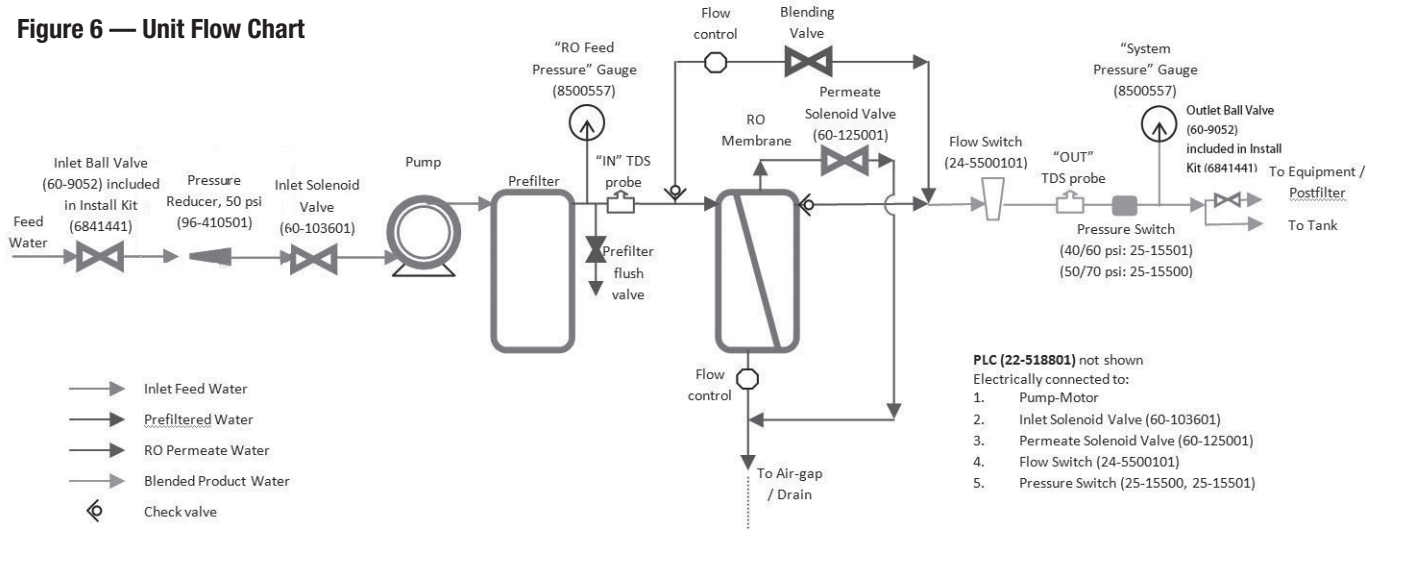 Figure 6 — Unit Flow Chart
Feed
Water
Inlet Ball Valve
(60-9052) included
in Install Kit
(6841441)
Pressure
Reducer, 50 psi
(96-410501)
Inlet Solenoid
Valve
(60-103601)
Pump
Prefilter
“RO Feed
Pressure” Gauge
(8500557)
“IN” TDS
probe
Prefilter
flush
valve
Flow
control
Blending
Valve
RO
Membrane
Permeate
Solenoid Valve
(60-125001)
Flow
control
To Air-gap
/ Drain
Flow Switch
(24-5500101)
“OUT”
TDS probe
“System
Pressure” Gauge
(8500557)
Outlet Ball Valve
(60-9052)
included in Install
Kit (6841441)
To Equipment /
Postfilter
To Tank
Pressure Switch
(40/60 psi: 25-15501)
(50/70 psi: 25-15500)
Inlet Feed Water
Prefiltered Water
RO Permeate Water
Blended Product Water
Check valve
PLC (22-518801) not shown
Electrically connected to:
1. Pump-Motor
2. Inlet Solenoid Valve (60-103601)
3. Permeate Solenoid Valve (60-125001)
4. Flow Switch (24-5500101)
5. Pressure Switch (25-15500, 25-15501)